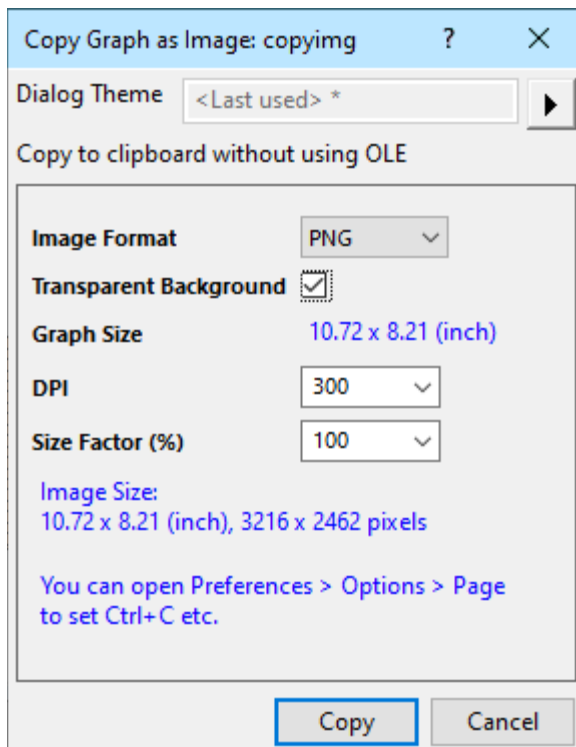 Copy Graph as Image: copyimg ?
Dialog Theme <Last used> *
Copy to clipboard without using OLE
Image Format PNG
Transparent Background
Graph Size 10.72 x 8.21 (inch)
DPI 300
Size Factor (%) 100
Image Size:
10.72 x 8.21 (inch), 3216 x 2462 pixels
You can open Preferences > Options > Page
to set Ctrl+C etc.
Copy Cancel